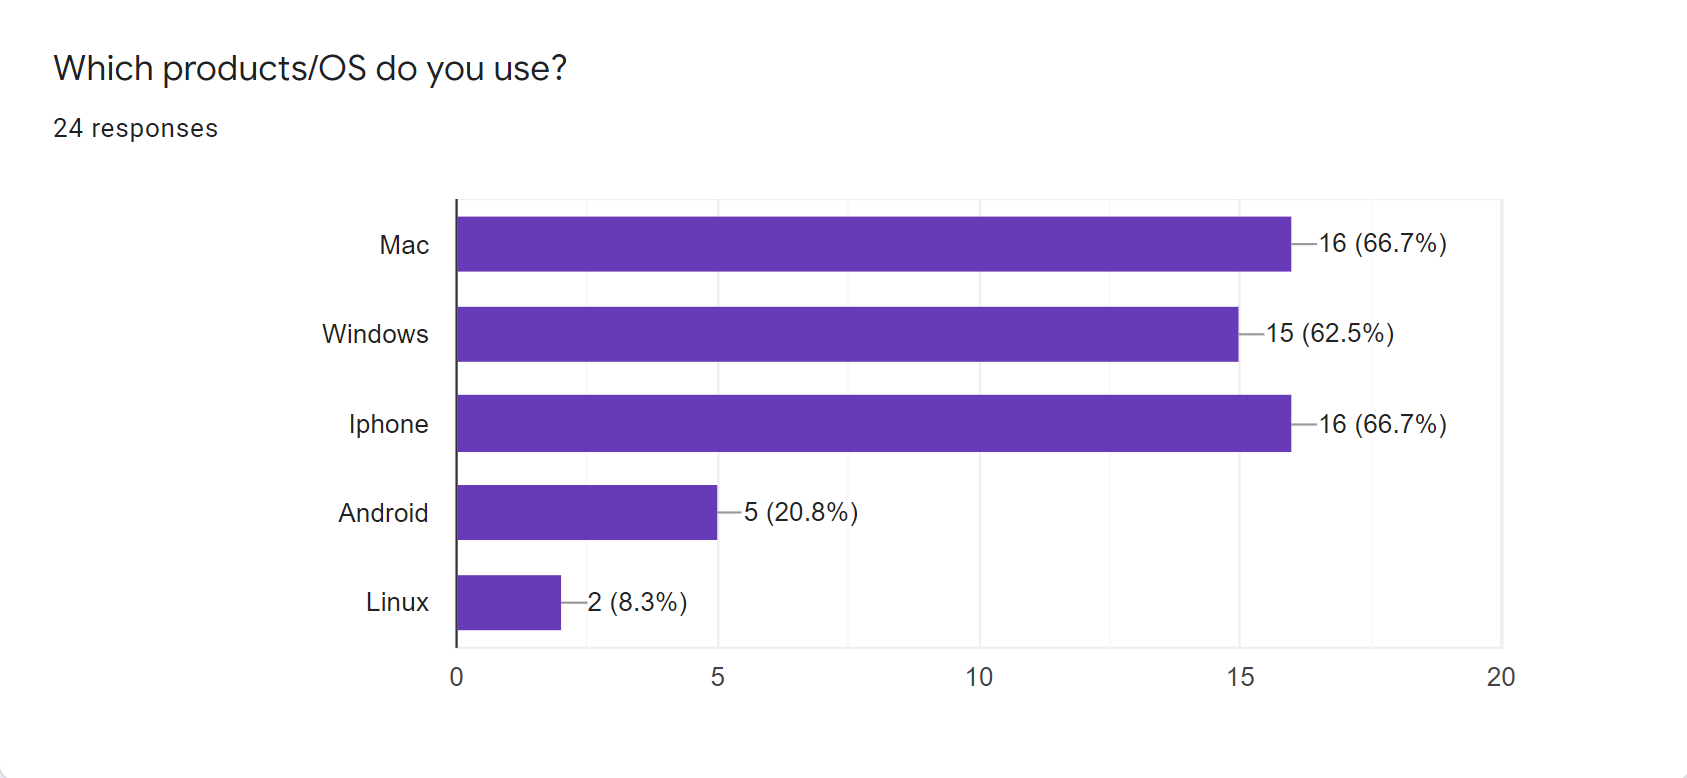 Which products/OS do you use?
24 responses
Mac
16 (66.7%)
Windows
15 (62.5%)
Iphone
16 (66.7%)
Android
5 (20.8%)
Linux
2 (8.3%)
0 5 10 15 20